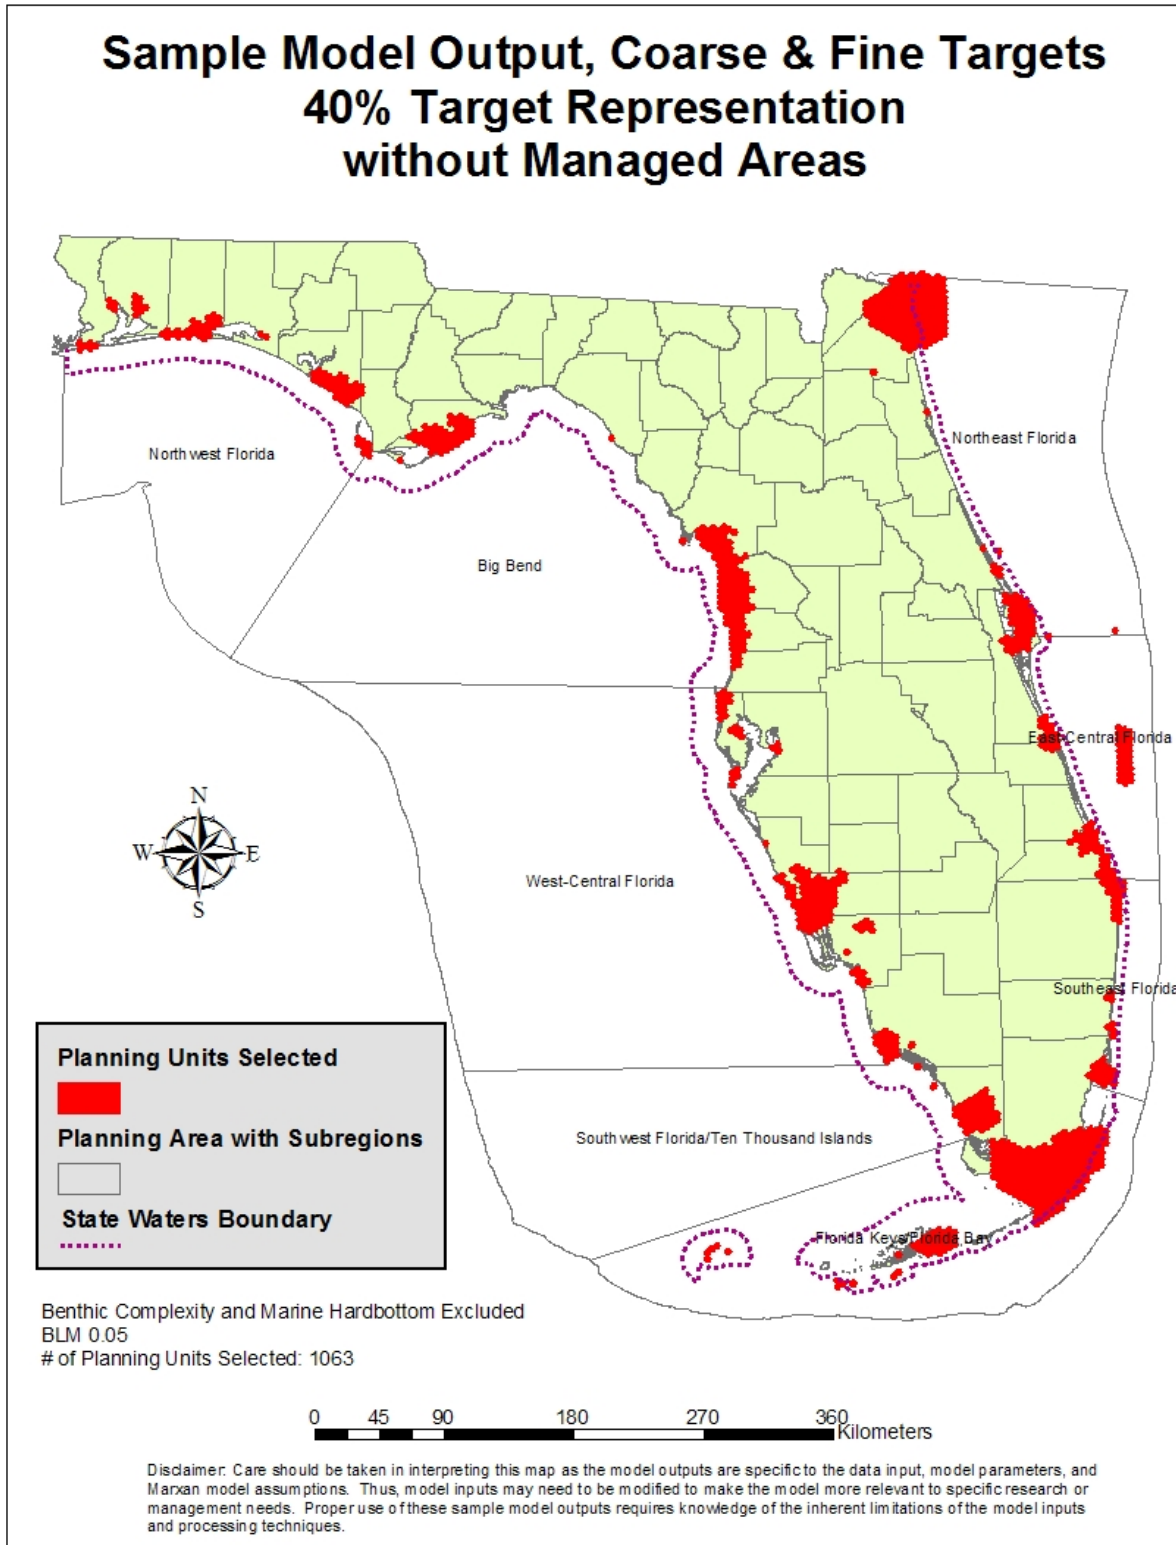 Sample Model Output, Coarse & Fine Targets
40% Target Representation
without Managed Areas
Northwest Florida
Northeast Florida
Big Bend
East-Central Florida
West-Central Florida
Southeast Florida
Southwest Florida/Ten Thousand Islands
Florida Keys/Florida Bay
N
W E
S
Planning Units Selected
Planning Area with Subregions
State Waters Boundary
Benthic Complexity and Marine Hardbottom Excluded
BLM 0.05
# of Planning Units Selected: 1063
0 45 90 180 270 360
Kilometers
Disclaimer: Care should be taken in interpreting this map as the model outputs are specific to the data input, model parameters, and
Marxan model assumptions. Thus, model inputs may need to be modified to make the model more relevant to specific research or
management needs. Proper use of these sample model outputs requires knowledge of the inherent limitations of the model inputs
and processing techniques.